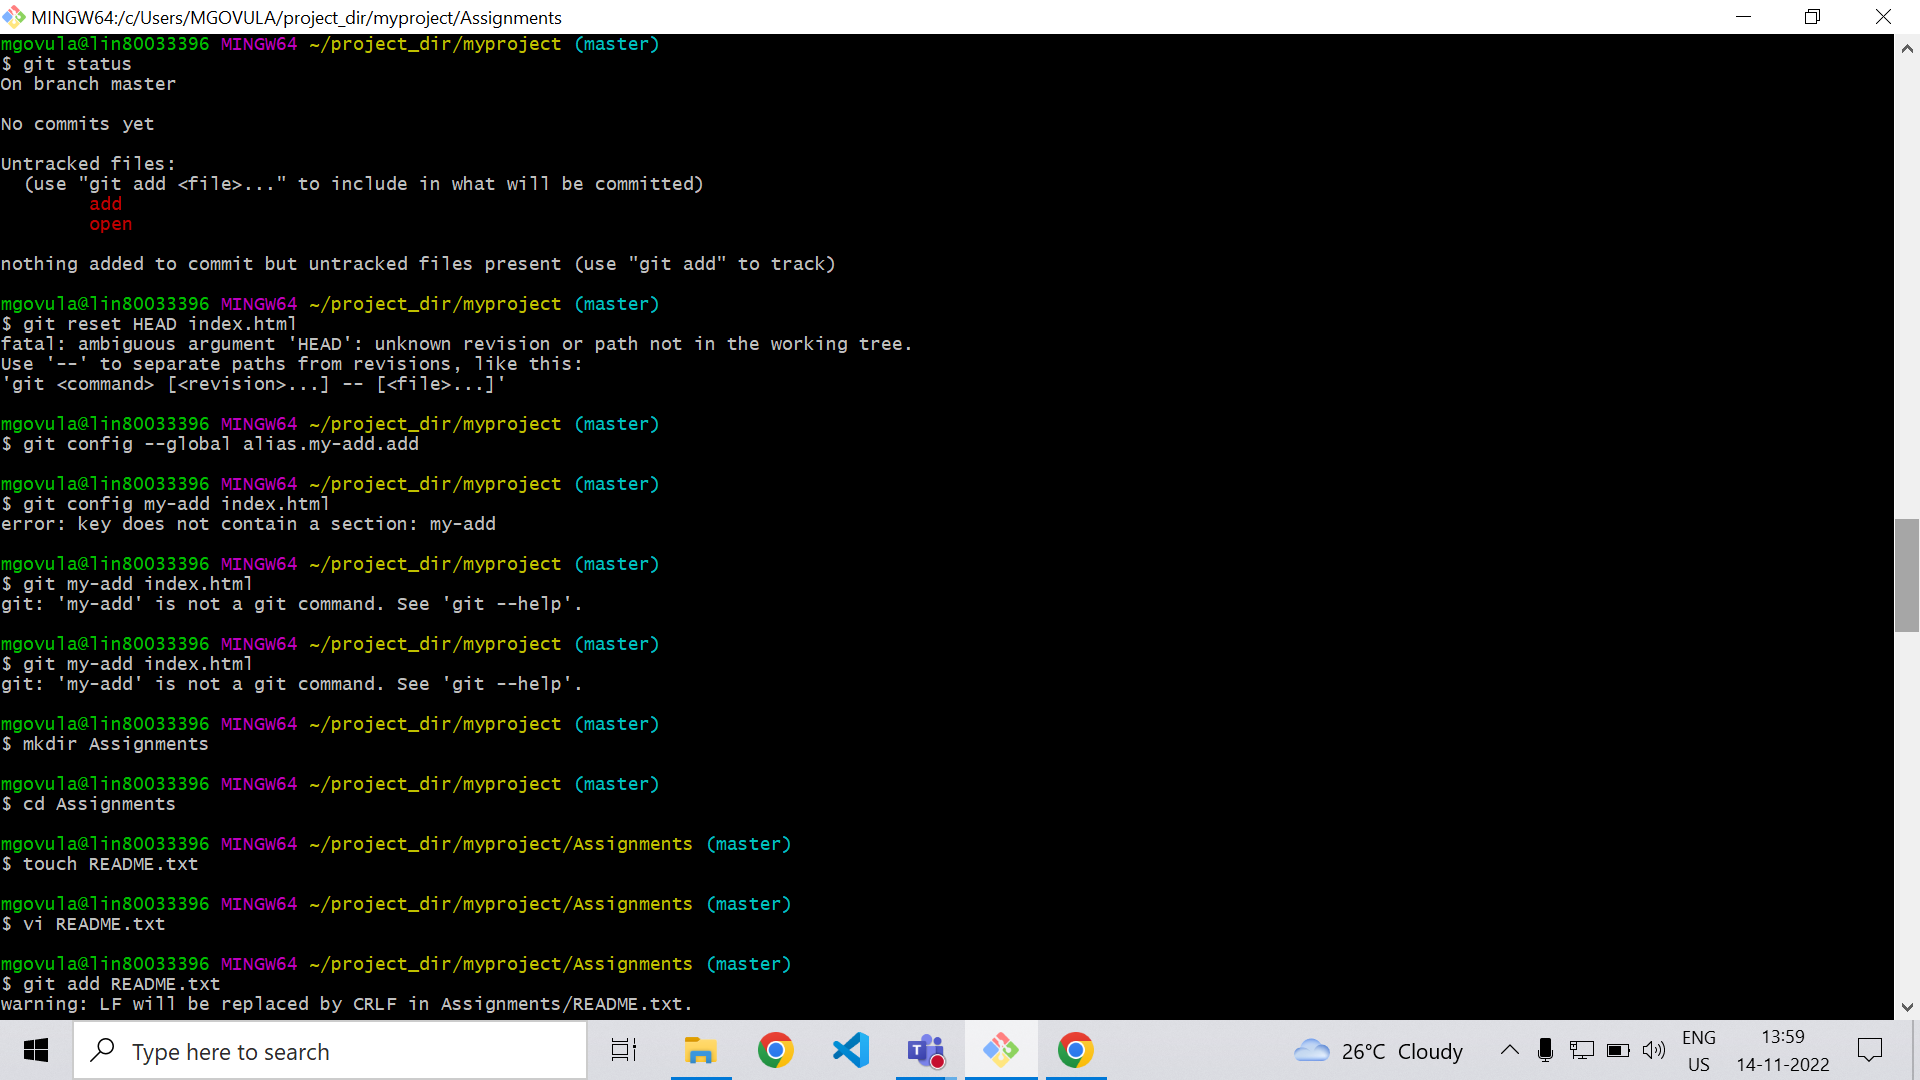 MINGW64:/c/Users/MGOVULA/project_dir/myproject/Assignments
mgovula@lin80033396 MINGW64 ~/project_dir/myproject (master)
$ git status
On branch master
No commits yet
Untracked files:
  (use "git add <file>..." to include in what will be committed)
        add
        open
nothing added to commit but untracked files present (use "git add" to track)
mgovula@lin80033396 MINGW64 ~/project_dir/myproject (master)
$ git reset HEAD index.html
fatal: ambiguous argument 'HEAD': unknown revision or path not in the working tree.
Use '--' to separate paths from revisions, like this:
'git <command> [<revision>...] -- [<file>...]'
mgovula@lin80033396 MINGW64 ~/project_dir/myproject (master)
$ git config --global alias.my-add.add
mgovula@lin80033396 MINGW64 ~/project_dir/myproject (master)
$ git config my-add index.html
error: key does not contain a section: my-add
mgovula@lin80033396 MINGW64 ~/project_dir/myproject (master)
$ git my-add index.html
git: 'my-add' is not a git command. See 'git --help'.
mgovula@lin80033396 MINGW64 ~/project_dir/myproject (master)
$ git my-add index.html
git: 'my-add' is not a git command. See 'git --help'.
mgovula@lin80033396 MINGW64 ~/project_dir/myproject (master)
$ mkdir Assignments
mgovula@lin80033396 MINGW64 ~/project_dir/myproject (master)
$ cd Assignments
mgovula@lin80033396 MINGW64 ~/project_dir/myproject/Assignments (master)
$ touch README.txt
mgovula@lin80033396 MINGW64 ~/project_dir/myproject/Assignments (master)
$ vi README.txt
mgovula@lin80033396 MINGW64 ~/project_dir/myproject/Assignments (master)
$ git add README.txt
warning: LF will be replaced by CRLF in Assignments/README.txt.
Type here to search
26°C Cloudy
ENG
US
13:59
14-11-2022